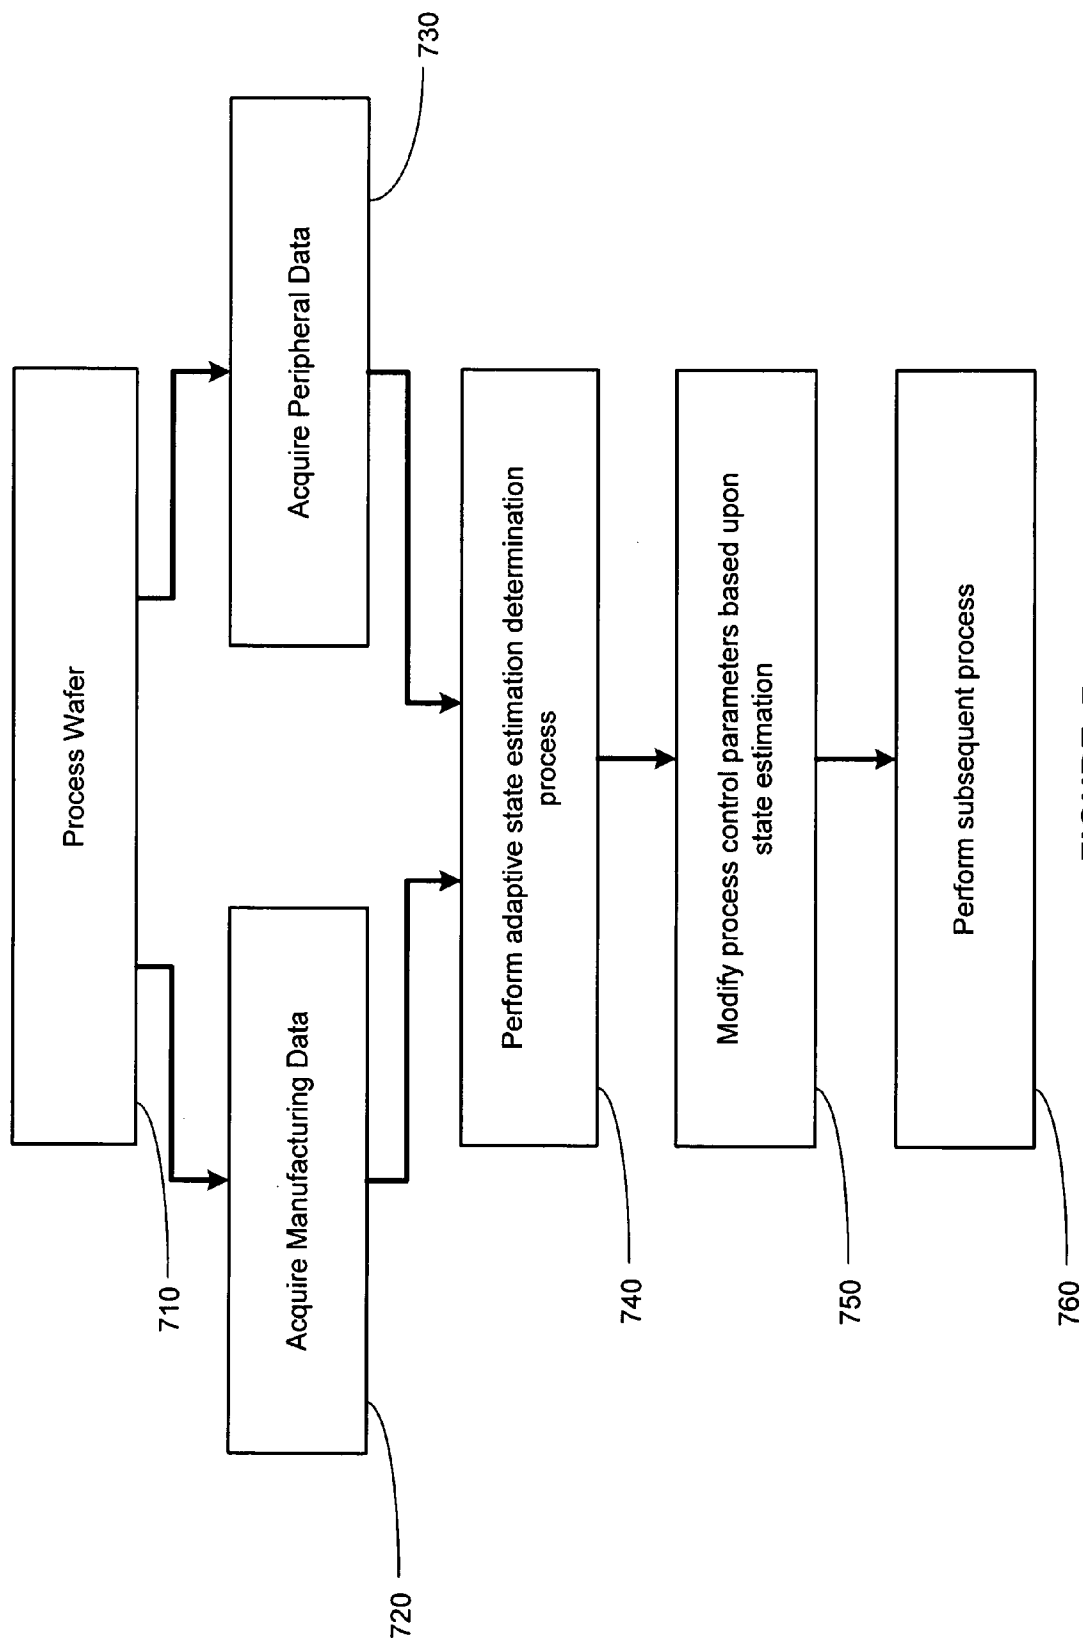 Process Wafer
710
Acquire Manufacturing Data
720
Acquire Peripheral Data
730
Perform adaptive state estimation determination
process
740
Modify process control parameters based upon
state estimation
750
Perform subsequent process
760